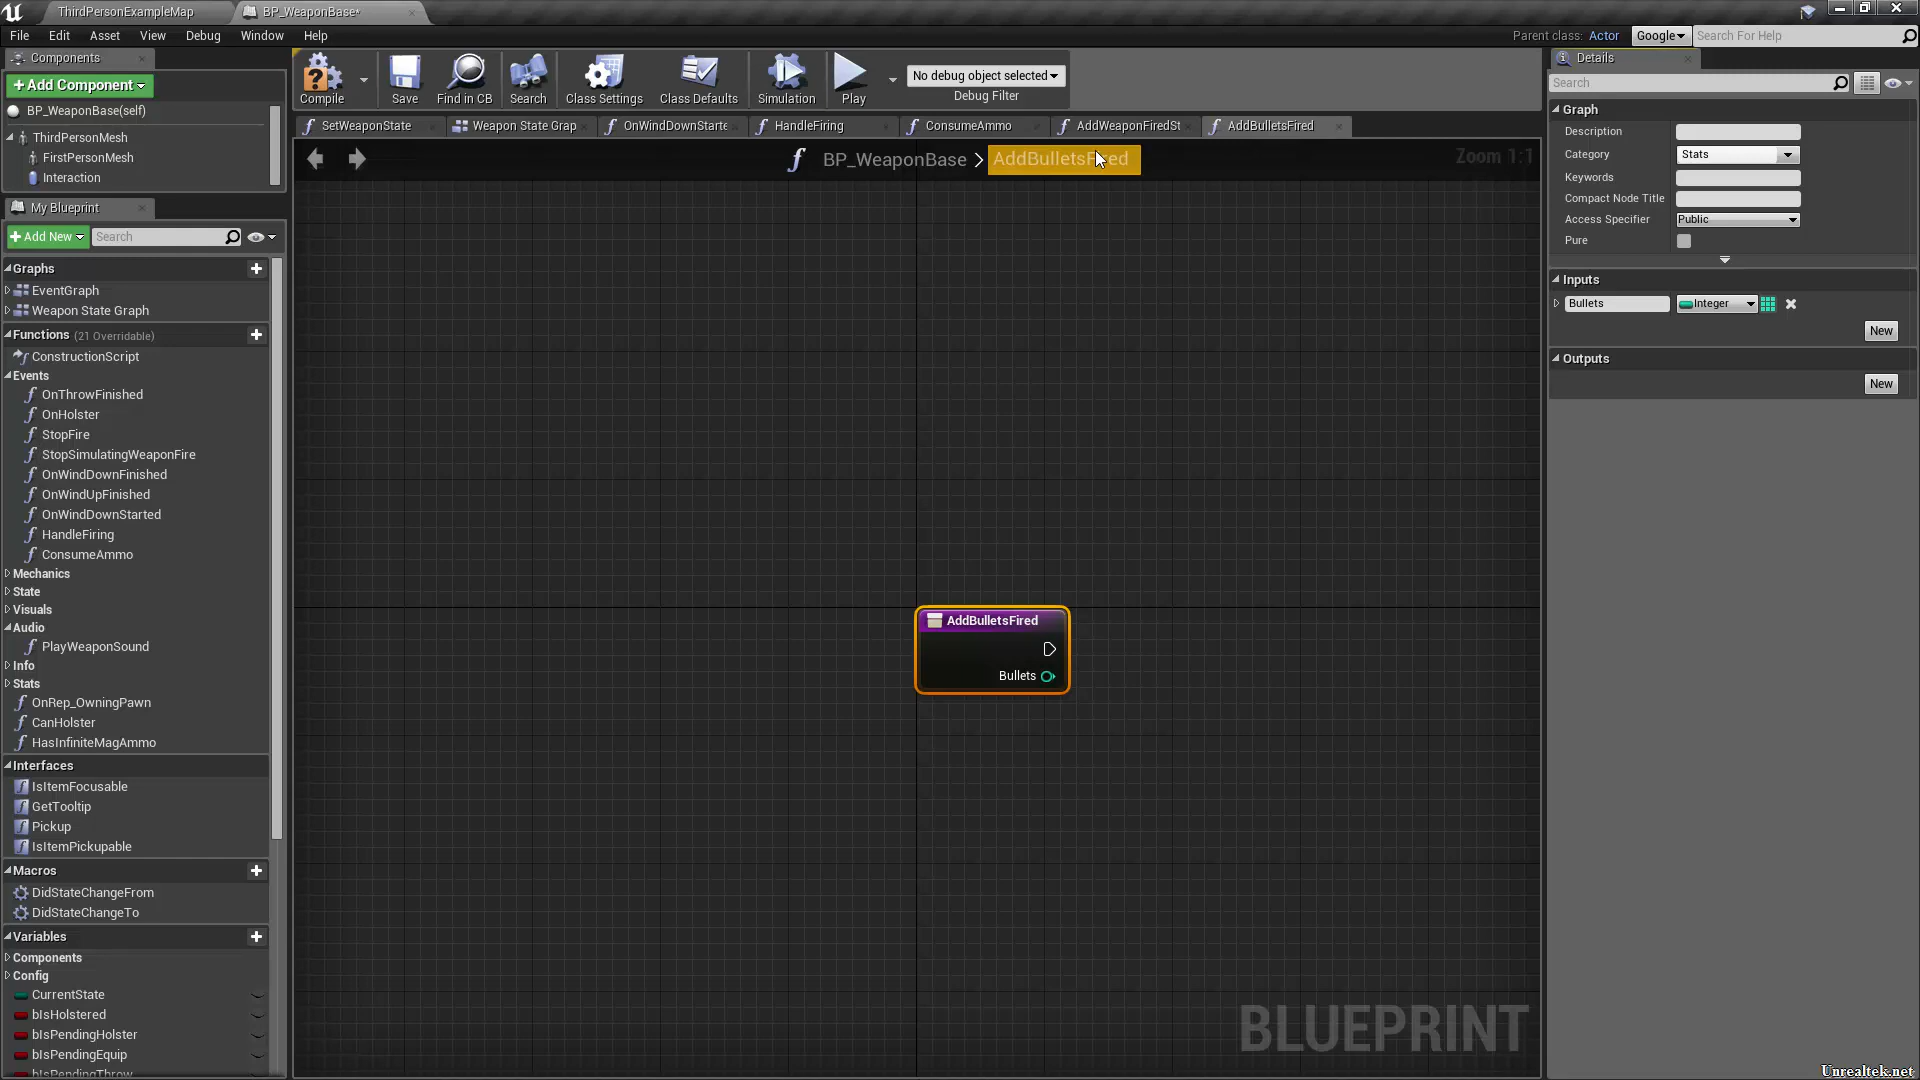 ThirdPersonExampleMap
BP_WeaponBase*
File Edit Asset View Debug Window Help
Parent class: Actor
Google
Search For Help
Components
+Add Component
BP_WeaponBase(self)
ThirdPersonMesh
FirstPersonMesh
Interaction
My Blueprint
+Add New
Search
Graphs
EventGraph
Weapon State Graph
Functions (21 Overridable)
ConstructionScript
Events
OnThrowFinished
OnHolster
StopFire
StopSimulatingWeaponFire
OnWindDownFinished
OnWindUpFinished
OnWindDownStarted
HandleFiring
ConsumeAmmo
Mechanics
State
Visuals
Audio
PlayWeaponSound
Info
Stats
OnRep_OwningPawn
CanHolster
HasInfiniteMagAmmo
Interfaces
IsItemFocusable
GetTooltip
Pickup
IsItemPickupable
Macros
DidStateChangeFrom
DidStateChangeTo
Variables
Components
Config
CurrentState
bIsHolstered
bIsPendingHolster
bIsPendingEquip
bIsPendingThrow
Compile
Save
Find in CB
Search
Class Settings
Class Defaults
Simulation
Play
No debug object selected
Debug Filter
SetWeaponState
Weapon State Grap
OnWindDownStarte
HandleFiring
ConsumeAmmo
AddWeaponFiredSt
AddBulletsFired
BP_WeaponBase > AddBulletsFired
Zoom 1:1
AddBulletsFired
Bullets
BLUEPRINT
Details
Search
Graph
Description
Category Stats
Keywords
Compact Node Title
Access Specifier Public
Pure
Inputs
Bullets Integer
New
Outputs
New
Unrealtek.net